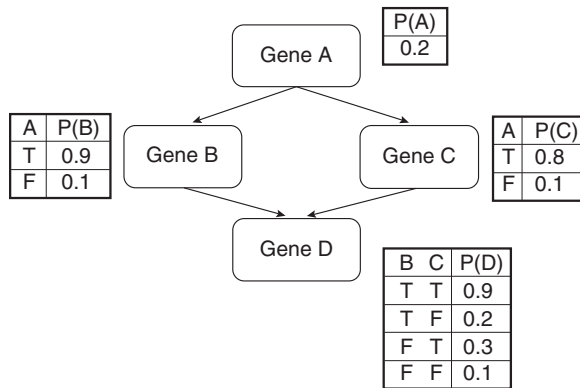 P(A)
0.2
Gene A
A P(B)
T 0.9
F 0.1
Gene B
Gene C
A P(C)
T 0.8
F 0.1
Gene D
B C P(D)
T T 0.9
T F 0.2
F T 0.3
F F 0.1